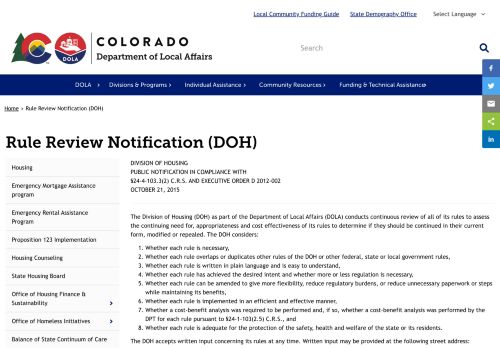 Local Community Funding Guide
State Demography Office
Select Language
COLORADO
Department of Local Affairs
DOLA
Search
DOLA
Divisions & Programs
Individual Assistance
Community Resources
Funding & Technical Assistance
Home > Rule Review Notification (DOH)
Rule Review Notification (DOH)
Housing
Emergency Mortgage Assistance
program
Emergency Rental Assistance
Program
Proposition 123 Implementation
Housing Counseling
State Housing Board
Office of Housing Finance &
Sustainability
Office of Homeless Initiatives
Balance of State Continuum of Care
DIVISION OF HOUSING
PUBLIC NOTIFICATION IN COMPLIANCE WITH
§24-4-103.3(2) C.R.S. AND EXECUTIVE ORDER D 2012-002
OCTOBER 21, 2015
The Division of Housing (DOH) as part of the Department of Local Affairs (DOLA) conducts continuous review of all of its rules to assess
the continuing need for, appropriateness and cost effectiveness of its rules to determine if they should be continued in their current
form, modified or repealed. The DOH considers:
1. Whether each rule is necessary,
2. Whether each rule overlaps or duplicates other rules of the DOH or other federal, state or local government rules,
3. Whether each rule is written in plain language and is easy to understand,
4. Whether each rule has achieved the desired intent and whether more or less regulation is necessary,
5. Whether each rule can be amended to give more flexibility, reduce regulatory burdens, or reduce unnecessary paperwork or steps
while maintaining its benefits,
6. Whether each rule is implemented in an efficient and effective manner,
7. Whether a cost-benefit analysis was required to be performed and, if so, whether a cost-benefit analysis was performed by the
DPT for each rule pursuant to §24-4-103(2.5) C.R.S., and
8. Whether each rule is adequate for the protection of the safety, health and welfare of the state or its residents.
The DOH accepts written input concerning its rules at any time. Written input may be provided at the following street address: